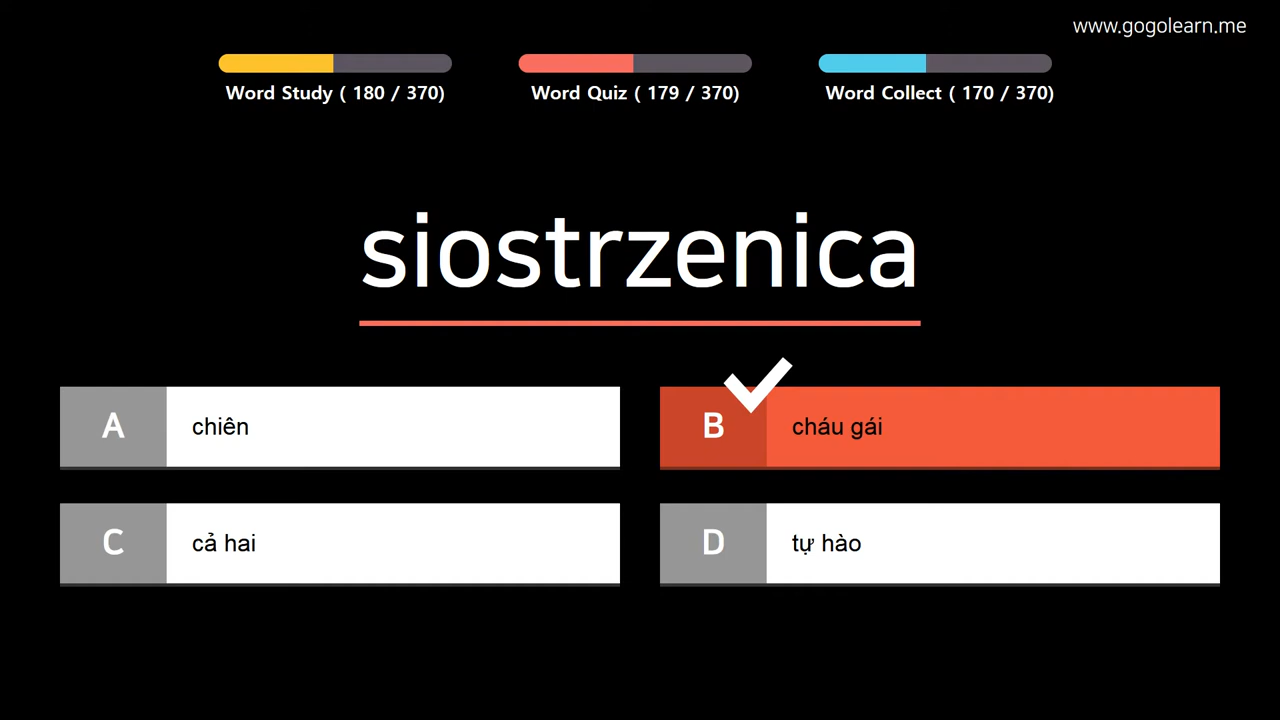 www.gogolearn.me
Word Study ( 180 / 370)
Word Quiz ( 179 / 370)
Word Collect ( 170 / 370)
siostrzenica
A chiên
B cháu gái
C cả hai
D tự hào